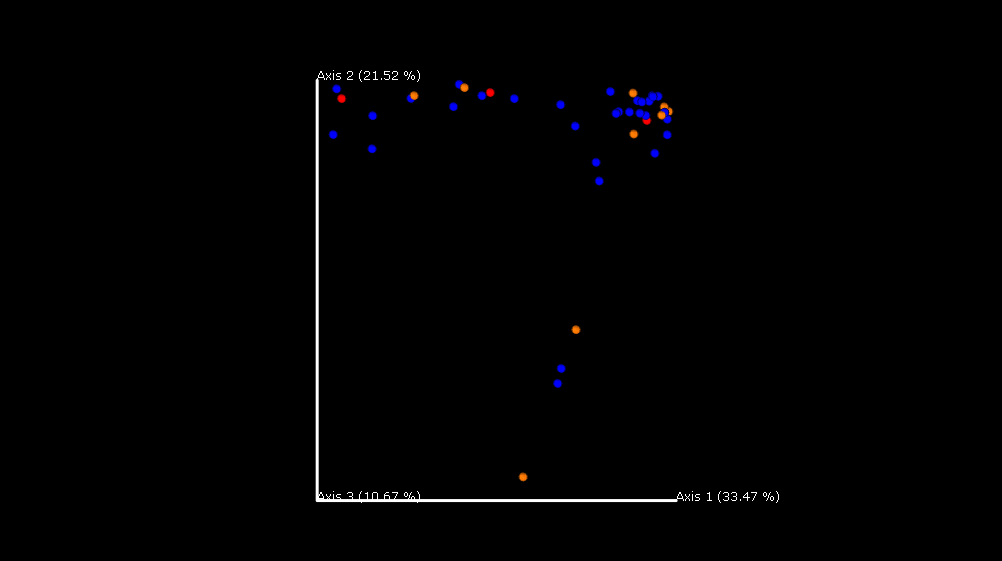 Axis 2 (21.52 %)
Axis 3 (10.67 %)
Axis 1 (33.47 %)